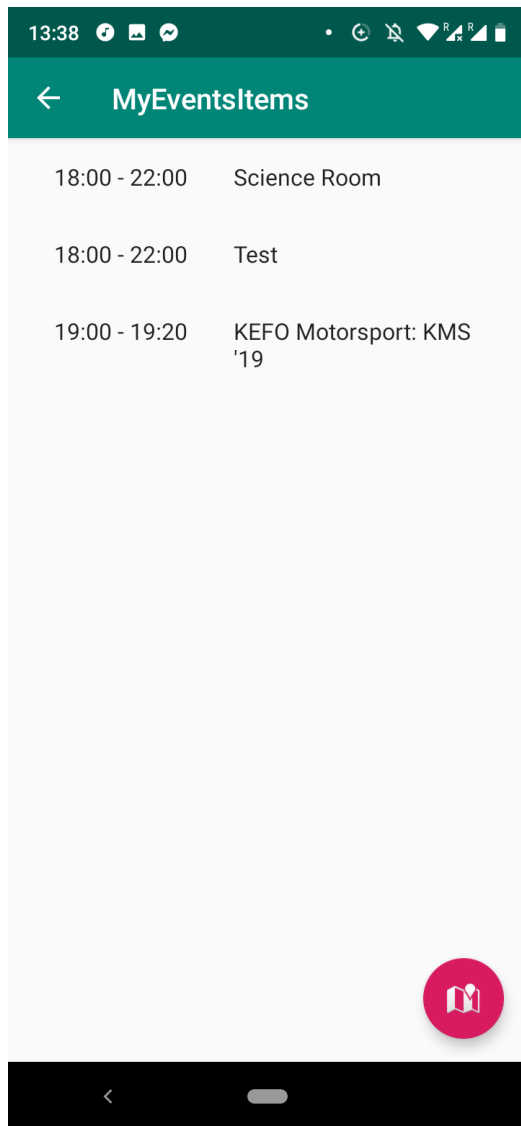 13:38
R R
MyEventsItems
18:00 - 22:00 Science Room
18:00 - 22:00 Test
19:00 - 19:20 KEFO Motorsport: KMS
'19